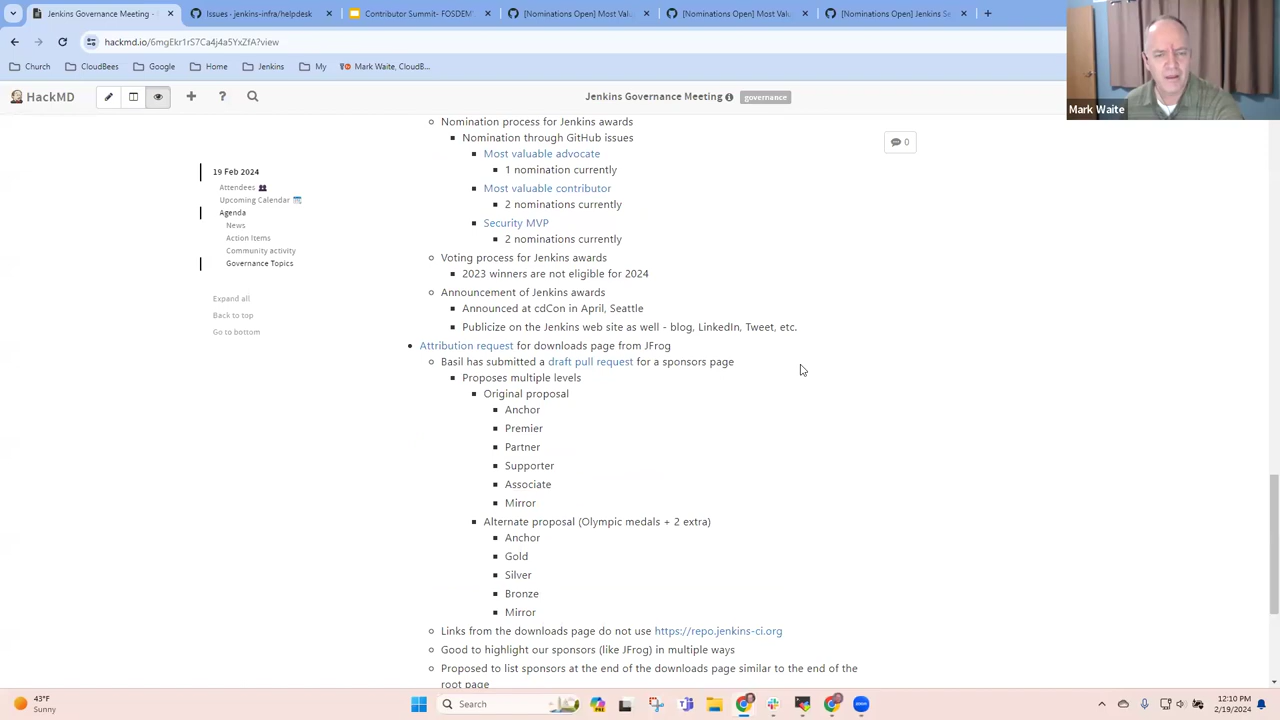 Jenkins Governance Meeting -
Issues · jenkins-infra/helpdesk
Contributor Summit- FOSDEM
[Nominations Open] Most Valu
[Nominations Open] Most Valu
[Nominations Open] Jenkins Se
hackmd.io/6mgEkr1rS7Ca4j4a5YxZfA?view
Church
CloudBees
Google
Home
Jenkins
My
Mark Waite, CloudB...
HackMD
Jenkins Governance Meeting
governance
Mark Waite
0
19 Feb 2024
Attendees
Upcoming Calendar
Agenda
News
Action Items
Community activity
Governance Topics
Expall all
Back to top
Go to bottom
Nomination process for Jenkins awards
Nomination through GitHub issues
Most valuable advocate
1 nomination currently
Most valuable contributor
2 nominations currently
Security MVP
2 nominations currently
Voting process for Jenkins awards
2023 winners are not eligible for 2024
Announcement of Jenkins awards
Announced at cdCon in April, Seattle
Publicize on the Jenkins web site as well - blog, LinkedIn, Tweet, etc.
Attribution request for downloads page from JFrog
Basil has submitted a draft pull request for a sponsors page
Proposes multiple levels
Original proposal
Anchor
Premier
Partner
Supporter
Associate
Mirror
Alternate proposal (Olympic medals + 2 extra)
Anchor
Gold
Silver
Bronze
Mirror
Links from the downloads page do not use https://repo.jenkins-ci.org
Good to highlight our sponsors (like JFrog) in multiple ways
Proposed to list sponsors at the end of the downloads page similar to the end of the
root page
43°F
Sunny
Search
12:10 PM
2/19/2024